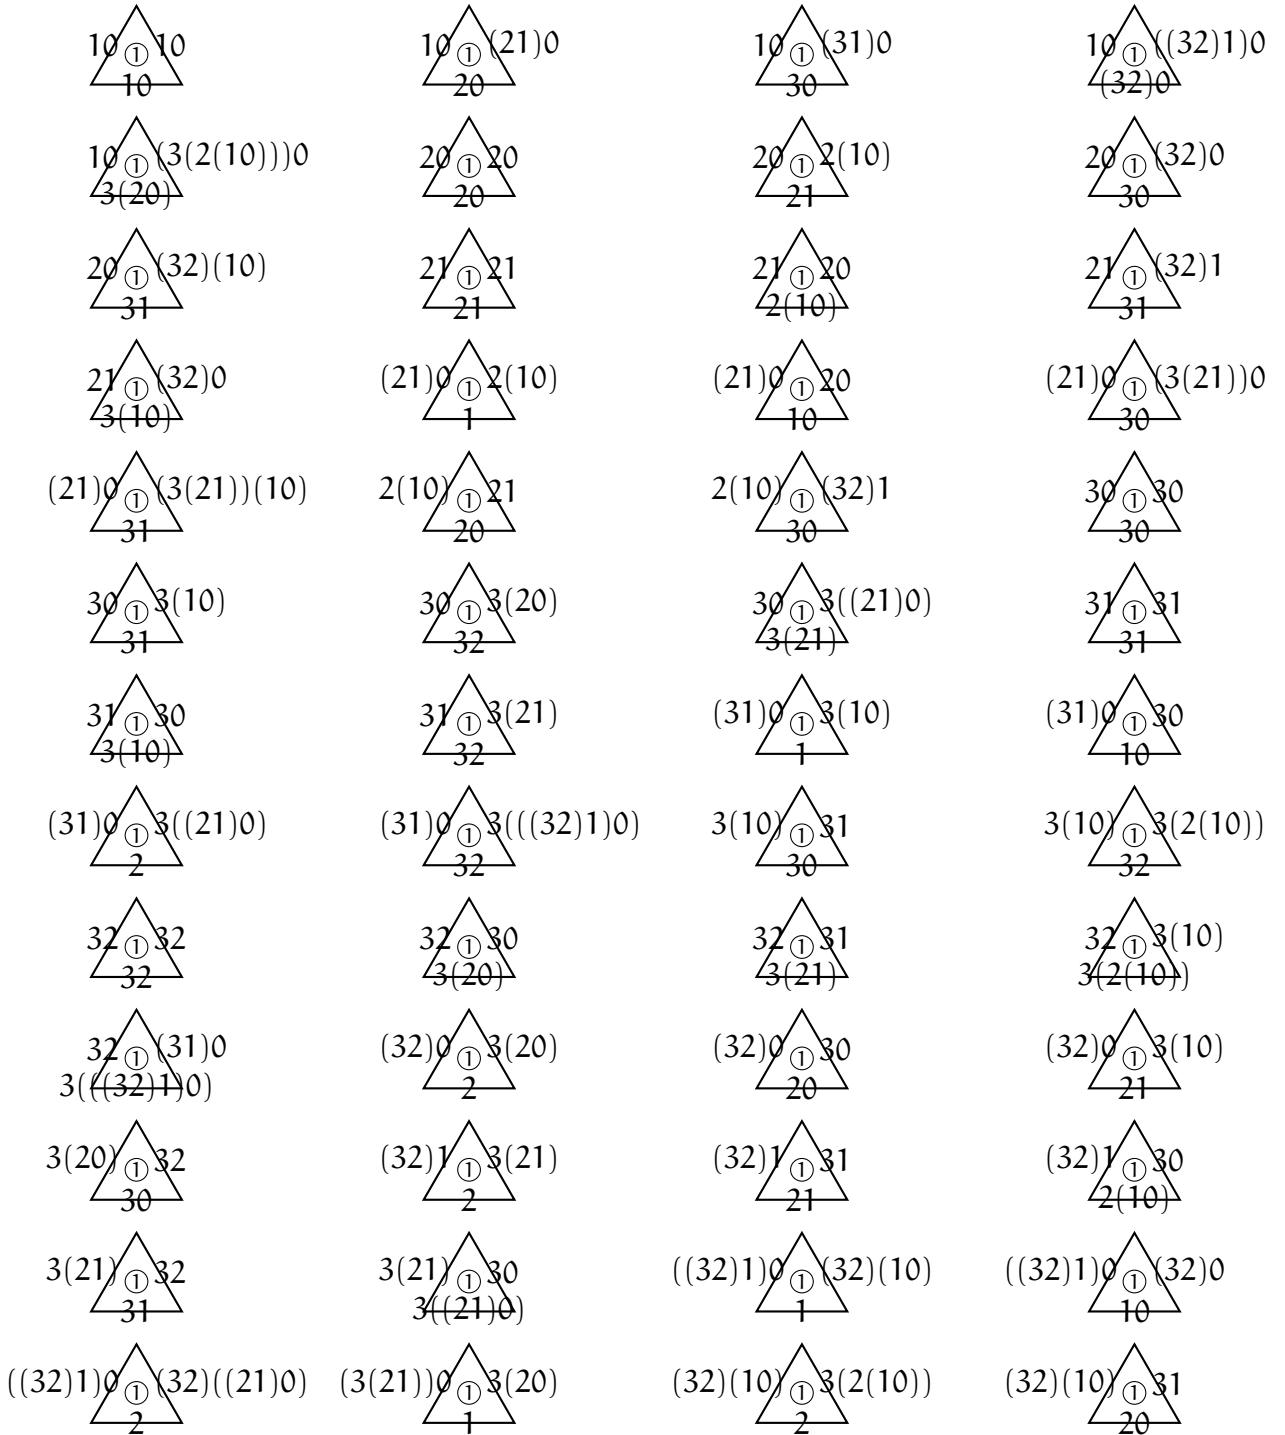 10 ① 10 10 ① (21)0 10 ① (31)0 10 ① ((32)1)0
10 20 30 (32)0
10 ① (3(2(10)))0 20 ① 20 20 ① 2(10) 20 ① (32)0
3(20) 20 21 30
20 ① (32)(10) 21 ① 21 21 ① 20 21 ① (32)1
31 21 2(10) 31
21 ① (32)0 (21)0 ① 2(10) (21)0 ① 20 (21)0 ① (3(21))0
3(10) 1 10 30
(21)0 ① (3(21))(10) 2(10) ① 21 2(10) ① (32)1 30 ① 30
31 20 30 30
30 ① 3(10) 30 ① 3(20) 30 ① 3((21)0) 31 ① 31
31 32 3(21) 31
31 ① 30 31 ① 3(21) (31)0 ① 3(10) (31)0 ① 30
3(10) 32 1 10
(31)0 ① 3((21)0) (31)0 ① 3(((32)1)0) 3(10) ① 31 3(10) ① 3(2(10))
2 32 30 32
32 ① 32 32 ① 30 32 ① 31 32 ① 3(10)
32 3(20) 3(21) 3(2(10))
32 ① (31)0 (32)0 ① 3(20) (32)0 ① 30 (32)0 ① 3(10)
3(((32)1)0) 2 20 21
3(20) ① 32 (32)1 ① 3(21) (32)1 ① 31 (32)1 ① 30
30 2 21 2(10)
3(21) ① 32 3(21) ① 30 ((32)1)0 ① (32)(10) ((32)1)0 ① (32)0
31 3((21)0) 1 10
((32)1)0 ① (32)((21)0) (3(21))0 ① 3(20) (32)(10) ① 3(2(10)) (32)(10) ① 31
2 1 2 20